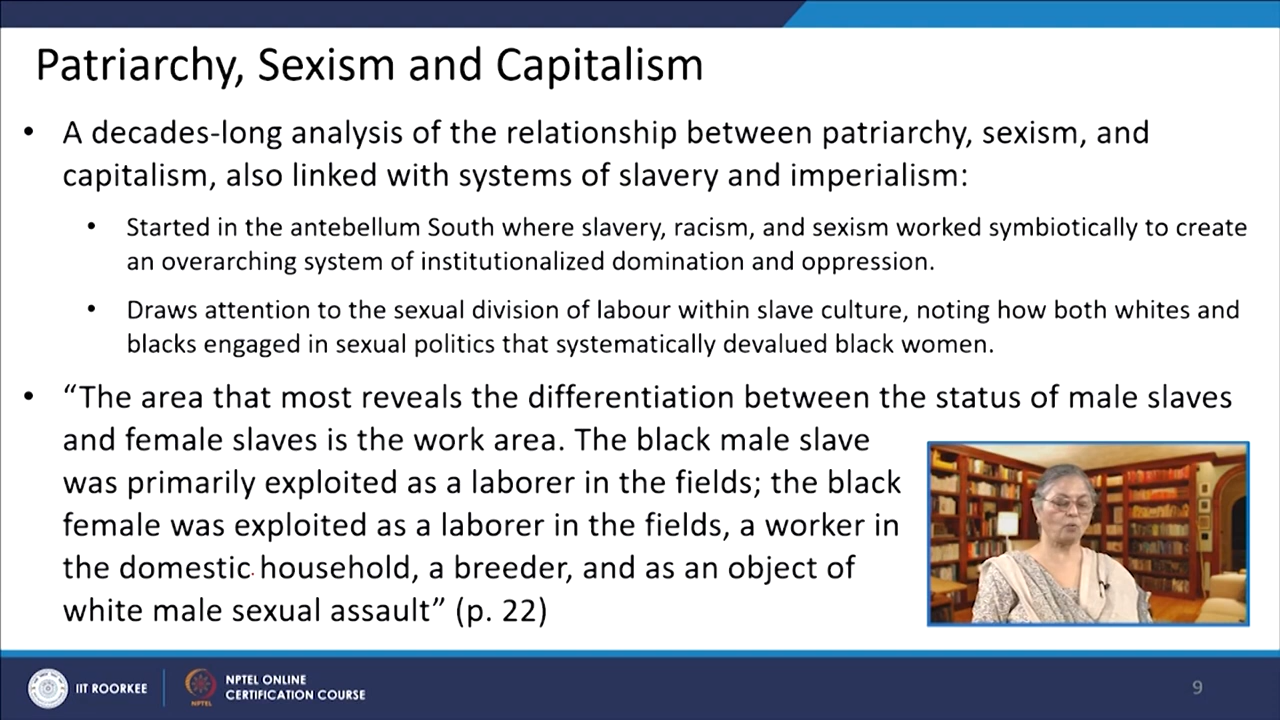 Patriarchy, Sexism and Capitalism
• A decades-long analysis of the relationship between patriarchy, sexism, and
capitalism, also linked with systems of slavery and imperialism:
• Started in the antebellum South where slavery, racism, and sexism worked symbiotically to create
an overarching system of institutionalized domination and oppression.
• Draws attention to the sexual division of labour within slave culture, noting how both whites and
blacks engaged in sexual politics that systematically devalued black women.
• “The area that most reveals the differentiation between the status of male slaves
and female slaves is the work area. The black male slave
was primarily exploited as a laborer in the fields; the black
female was exploited as a laborer in the fields, a worker in
the domestic household, a breeder, and as an object of
white male sexual assault” (p. 22)
IIT ROORKEE
NPTEL
NPTEL ONLINE
CERTIFICATION COURSE
9